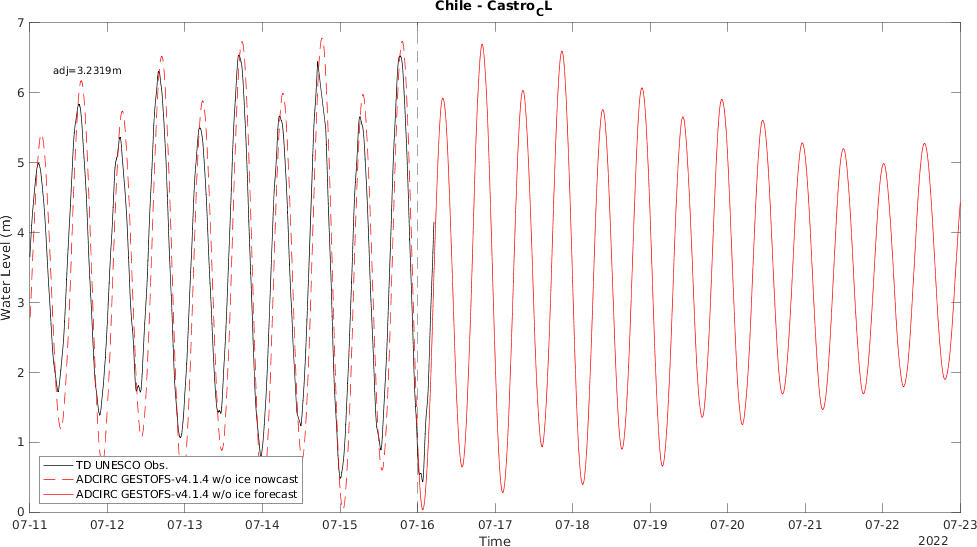 Chile - Castro_CL
7
6
5
4
3
2
1
0
Water Level (m)
adj=3.2319m
TD UNESCO Obs.
ADCIRC GESTOFS-v4.1.4 w/o ice nowcast
ADCIRC GESTOFS-v4.1.4 w/o ice forecast
07-11 07-12 07-13 07-14 07-15 07-16 07-17 07-18 07-19 07-20 07-21 07-22 07-23
Time
2022